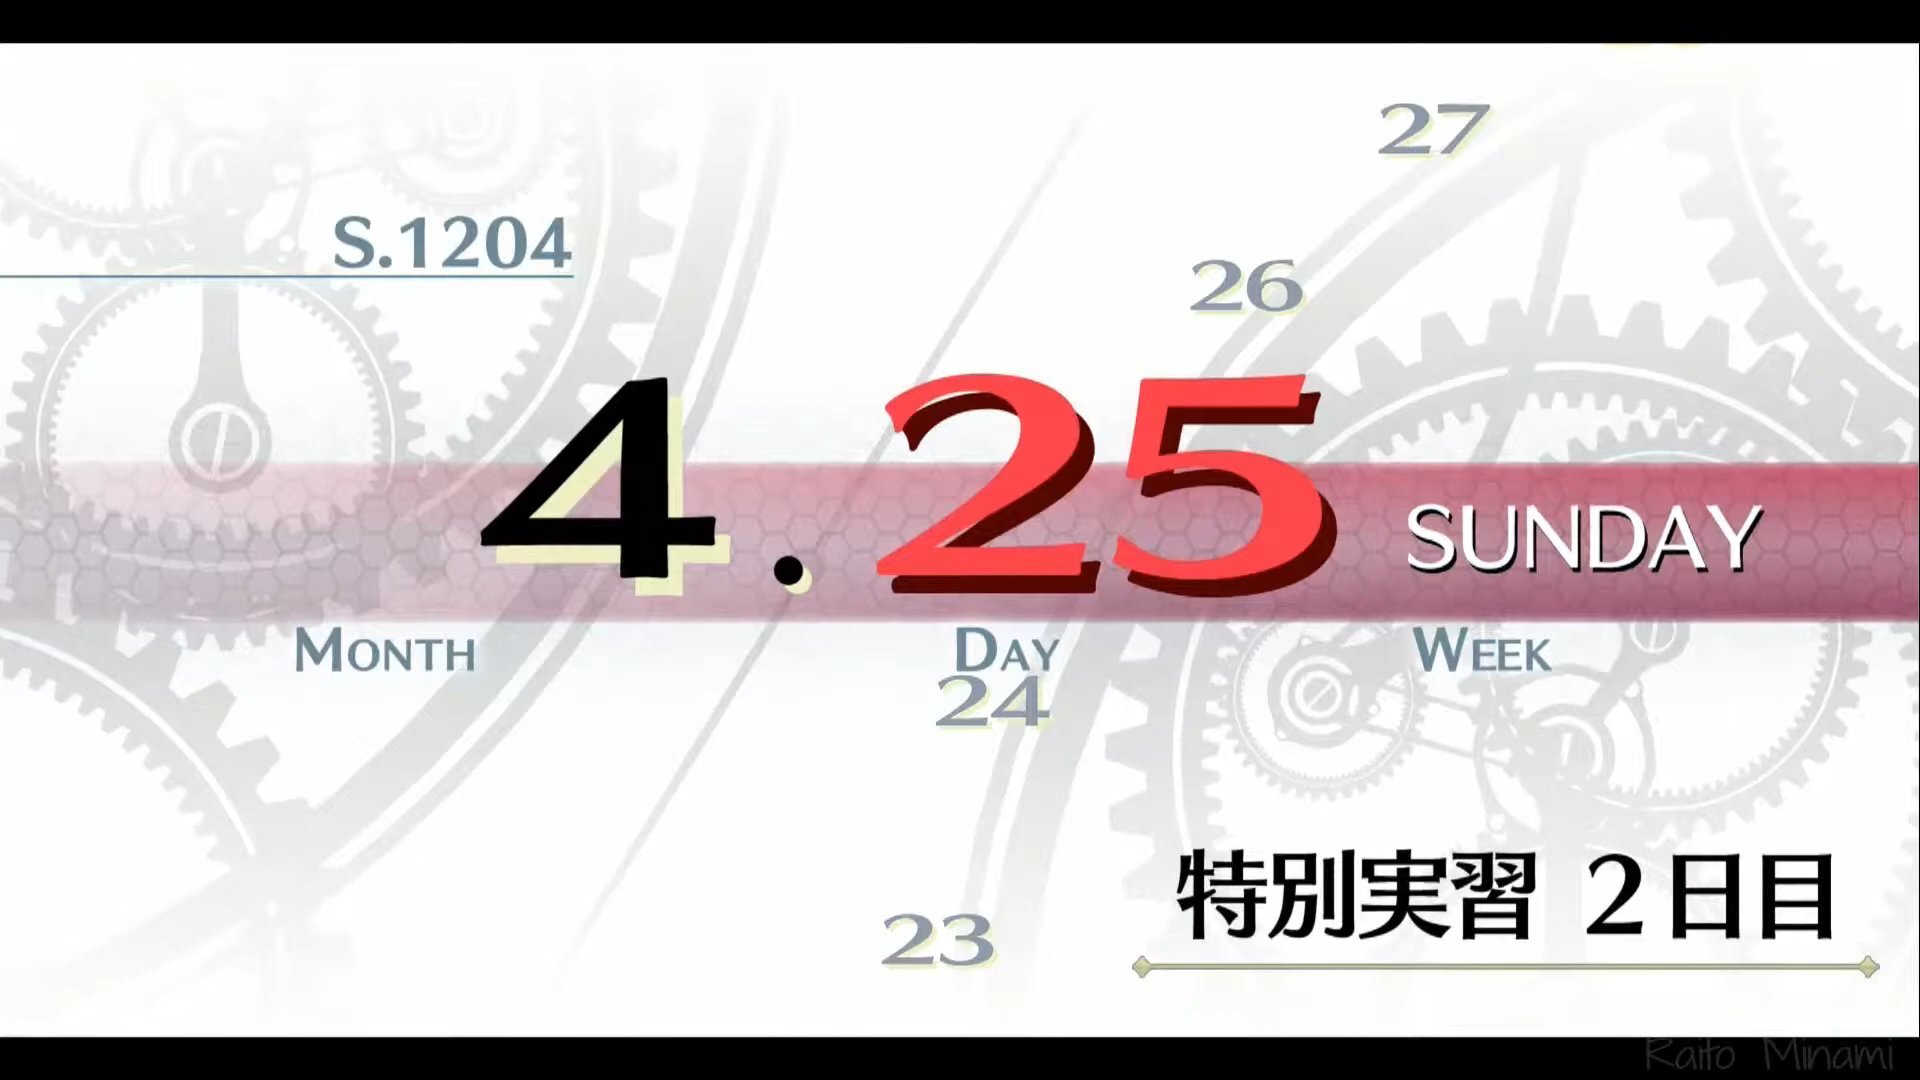 27
S.1204
26
4.25 SUNDAY
MONTH DAY WEEK
24
特別実習 2日目
23
Raito Minami